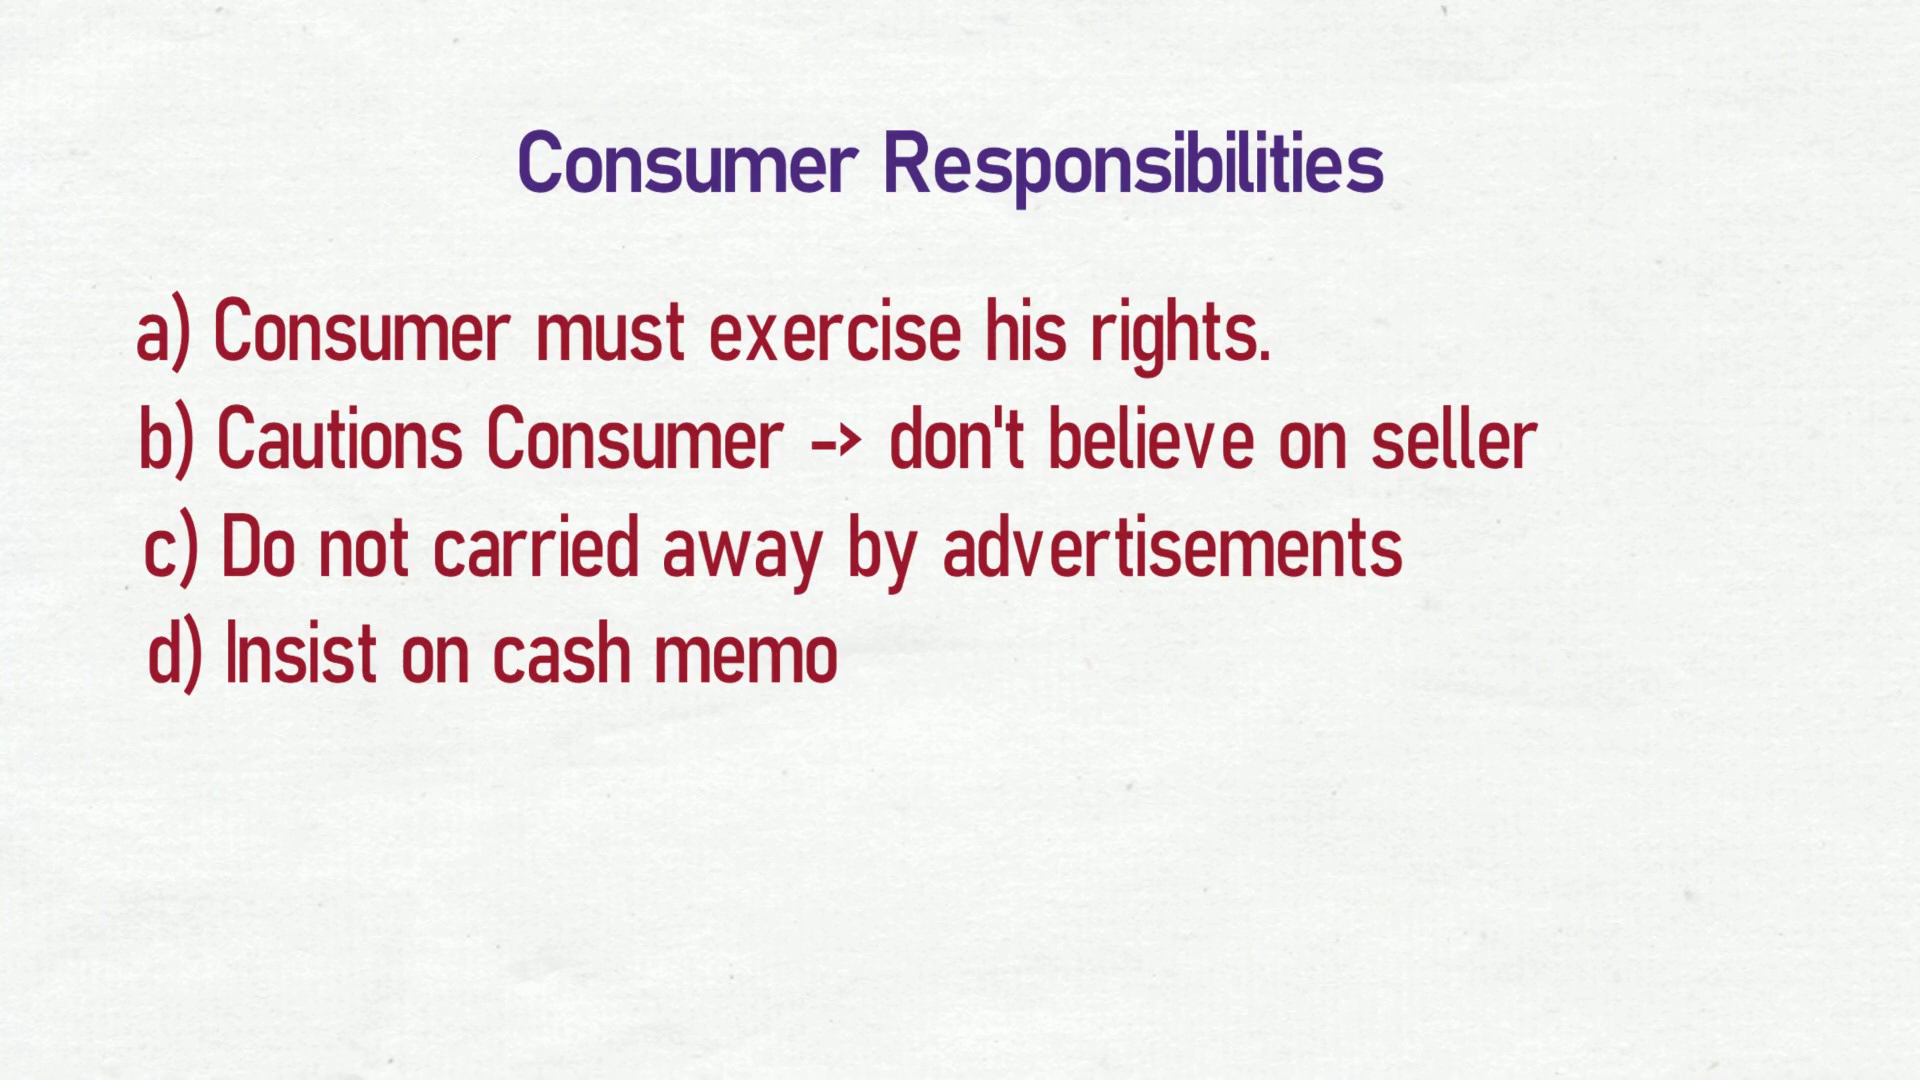 Consumer Responsibilities
a) Consumer must exercise his rights.
b) Cautions Consumer -> don't believe on seller
c) Do not carried away by advertisements
d) Insist on cash memo